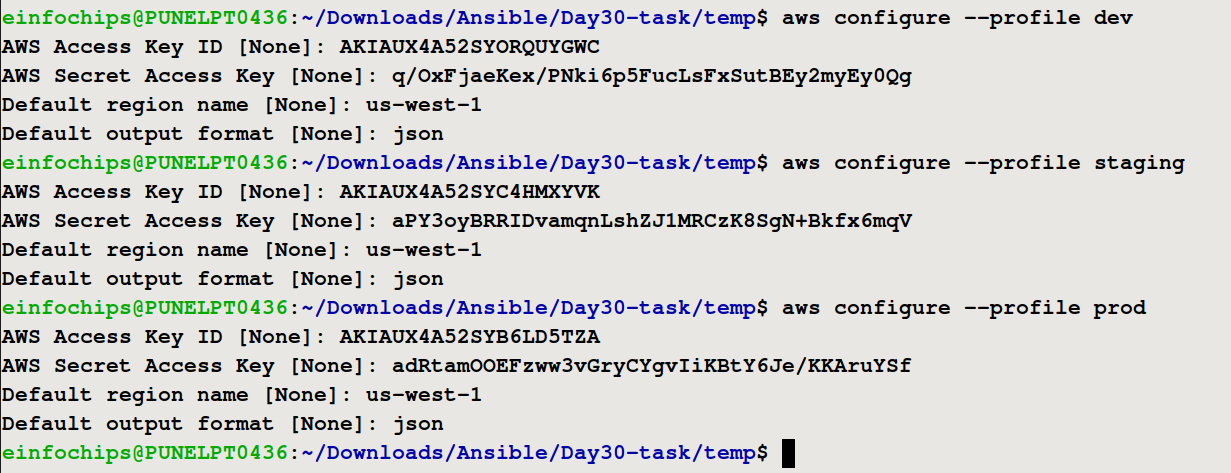 einfochips@PUNELPT0436:~/Downloads/Ansible/Day30-task/temp$ aws configure --profile dev
AWS Access Key ID [None]: AKIAUX4A52SYORQUYGWC
AWS Secret Access Key [None]: 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
Default region name [None]: us-west-1
Default output format [None]: json
einfochips@PUNELPT0436:~/Downloads/Ansible/Day30-task/temp$ aws configure --profile staging
AWS Access Key ID [None]: AKIAUX4A52SYC4HMXYVK
AWS Secret Access Key [None]: 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
Default region name [None]: us-west-1
Default output format [None]: json
einfochips@PUNELPT0436:~/Downloads/Ansible/Day30-task/temp$ aws configure --profile prod
AWS Access Key ID [None]: AKIAUX4A52SYB6LD5TZA
AWS Secret Access Key [None]: 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
Default region name [None]: us-west-1
Default output format [None]: json
einfochips@PUNELPT0436:~/Downloads/Ansible/Day30-task/temp$